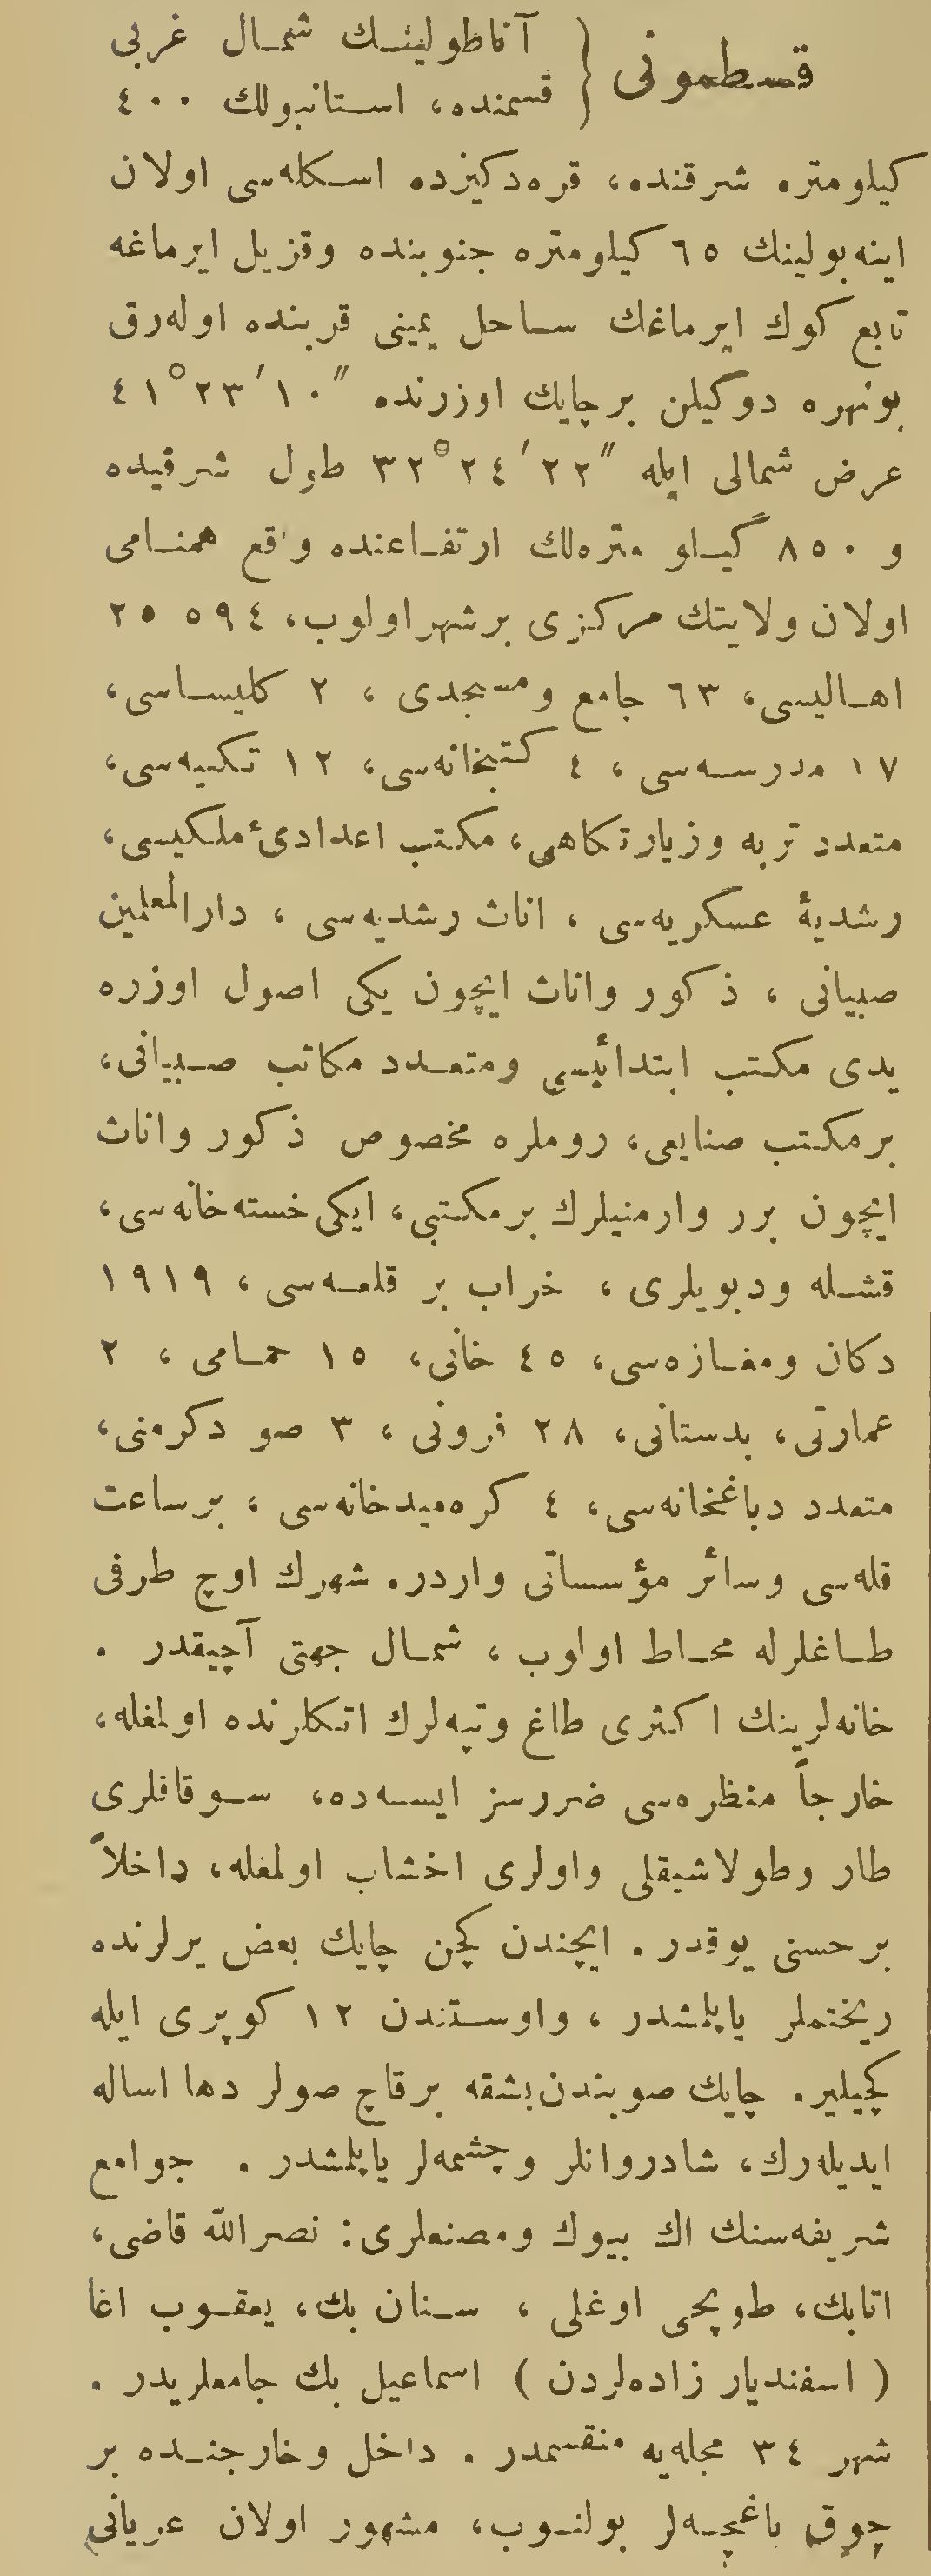 قسطمونی { آناطولینك شمال غربی
قسمنده، استانبولك ٤٠٠
كیلومتره شرقنده، قره‌دكیزده اسكله‌سی اولان
اینه‌بولینك ٦٥ كیلومتره جنوبنده وقزیل ایرماغه
تابع كوك ایرماغك ساحل یمینی قربنده اوله‌رق
بونهره دوكیلن برچایك اوزرنده ″١٠ ′٢٣ °٤١
عرض شمالی ایله ″٢٢ ′٢٤ °٣٢ طول شرقیده
و ٨٥٠ گیلو متره‌لك ارتفاعنده واقع همنامی
اولان ولایتك مركزی برشهراولوب، ٥٩٤ ٢٥
اهالیسی، ٦٣ جامع ومسجدی ، ٢ كلیساسی،
١٧ مدرسه‌سی ، ٤ كتبخانه‌سی، ١٢ تكیه‌سی،
متعدد تربه وزیارتكاهی، مكتب اعدادیٔ ملكیسی،
رشدیهٔ عسكریه‌سی ، اناث رشدیه‌سی ، دارالمعلمین
صبیانی ، ذكور واناث ایچون یكی اصول اوزره
یدی مكتب ابتدائیسی ومتعدد مكاتب صبیانی،
برمكتب صنایعی، روملره مخصوص ذكور واناث
ایچون برر وارمنیلرك برمكتبی، ایكی خسته‌خانه‌سی،
قشله ودبویلری ، خراب بر قلعه‌سی ، ١٩١٩
دكان ومغازه‌سی، ٤٥ خانی، ١٥ حمامی ، ٢
عمارتی، بدستانی، ٢٨ فرونی ، ٣ صو دكرمنی،
متعدد دباغخانه‌سی، ٤ كره‌میدخانه‌سی ، برساعت
قله‌سی وسائر مؤسساتی واردر. شهرك اوچ طرفی
طاغلرله محاط اولوب ، شمال جهتی آچیقدر .
خانه‌لرینك اكثری طاغ وتپه‌لرك اتكلرنده اولمغله،
خارجاً منظره‌سی ضررسز ایسه‌ده، سوقاقلری
طار وطولاشیقلی واولری اخشاب اولمغله، داخلاً
برحسنی یوقدر . ایچندن كچن چایك بعض یرلرنده
ریختملر یاپلمشدر ، واوستندن ١٢ كوپری ایله
كچیلیر. چایك صویندن‌بشقه برقاچ صولر دها اساله
ایدیله‌رك، شادروانلر وچشمه‌لر یاپلمشدر . جوامع
شریفه‌سنك اك بیوك ومصنعلری: نصرالله قاضی،
اتابك، طوپچی اوغلی ، سنان بك، یعقوب اغا
( اسفندیار زاده‌لردن ) اسماعیل بك جامعلریدر .
شهر ٣٤ محله‌یه منقسمدر . داخل وخارجنده بر
چوق باغچه‌لر بولنوب، مشهور اولان عریانی